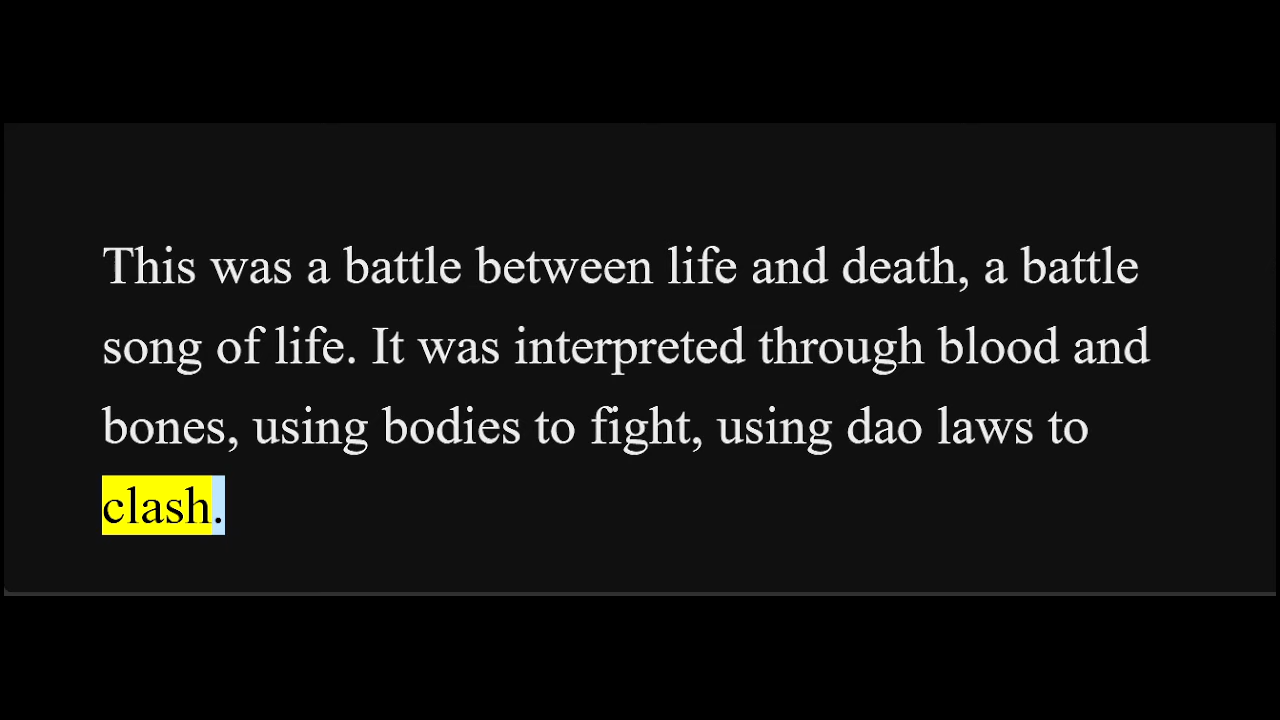 This was a battle between life and death, a battle
song of life. It was interpreted through blood and
bones, using bodies to fight, using dao laws to
clash.